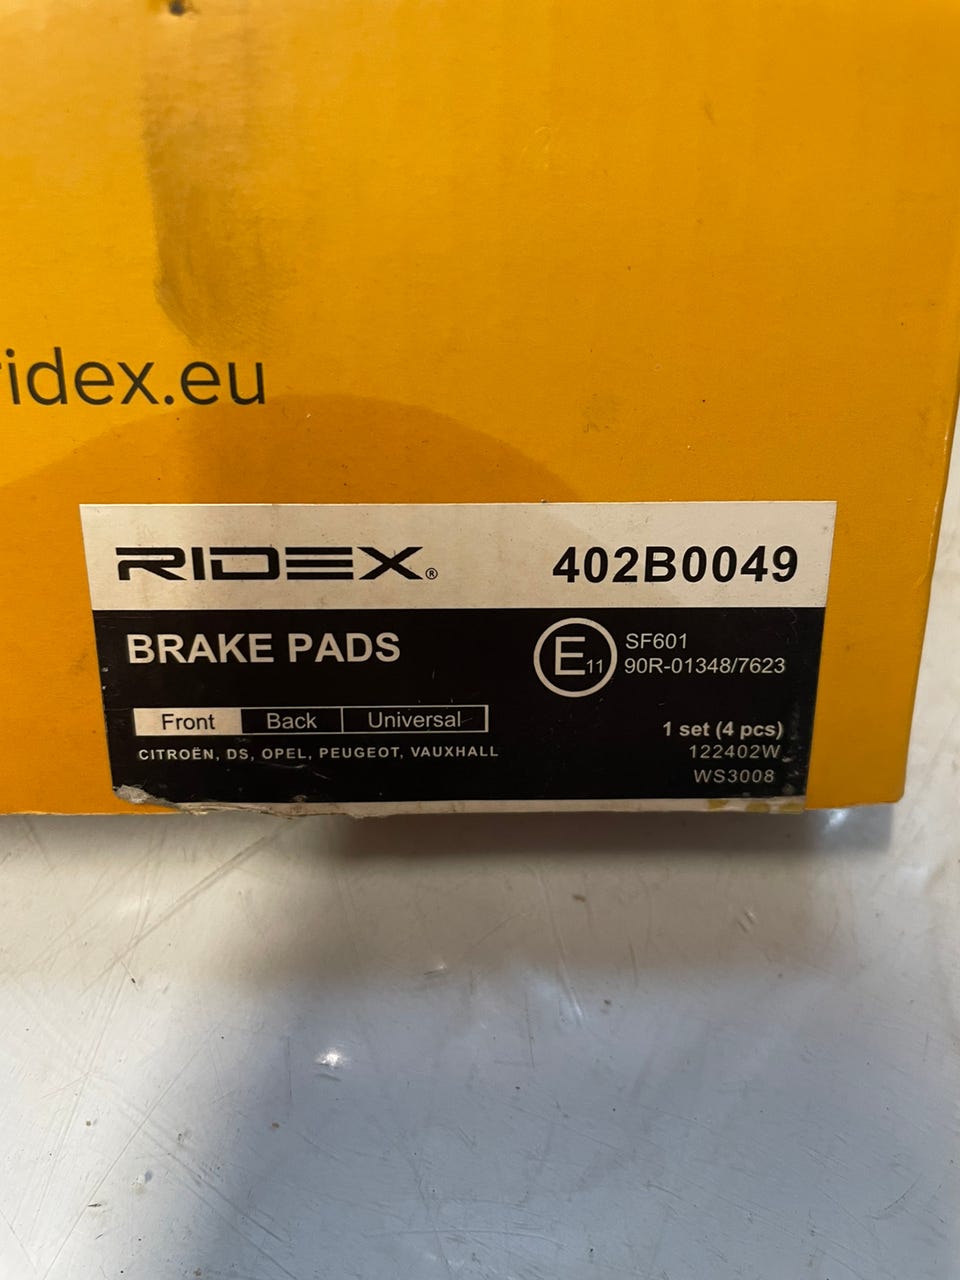 ridex.eu
RIDEX® 402B0049
BRAKE PADS
E11 SF601
90R-01348/7623
Front Back Universal
1 set (4 pcs)
CITROËN, DS, OPEL, PEUGEOT, VAUXHALL
122402W
WS3008